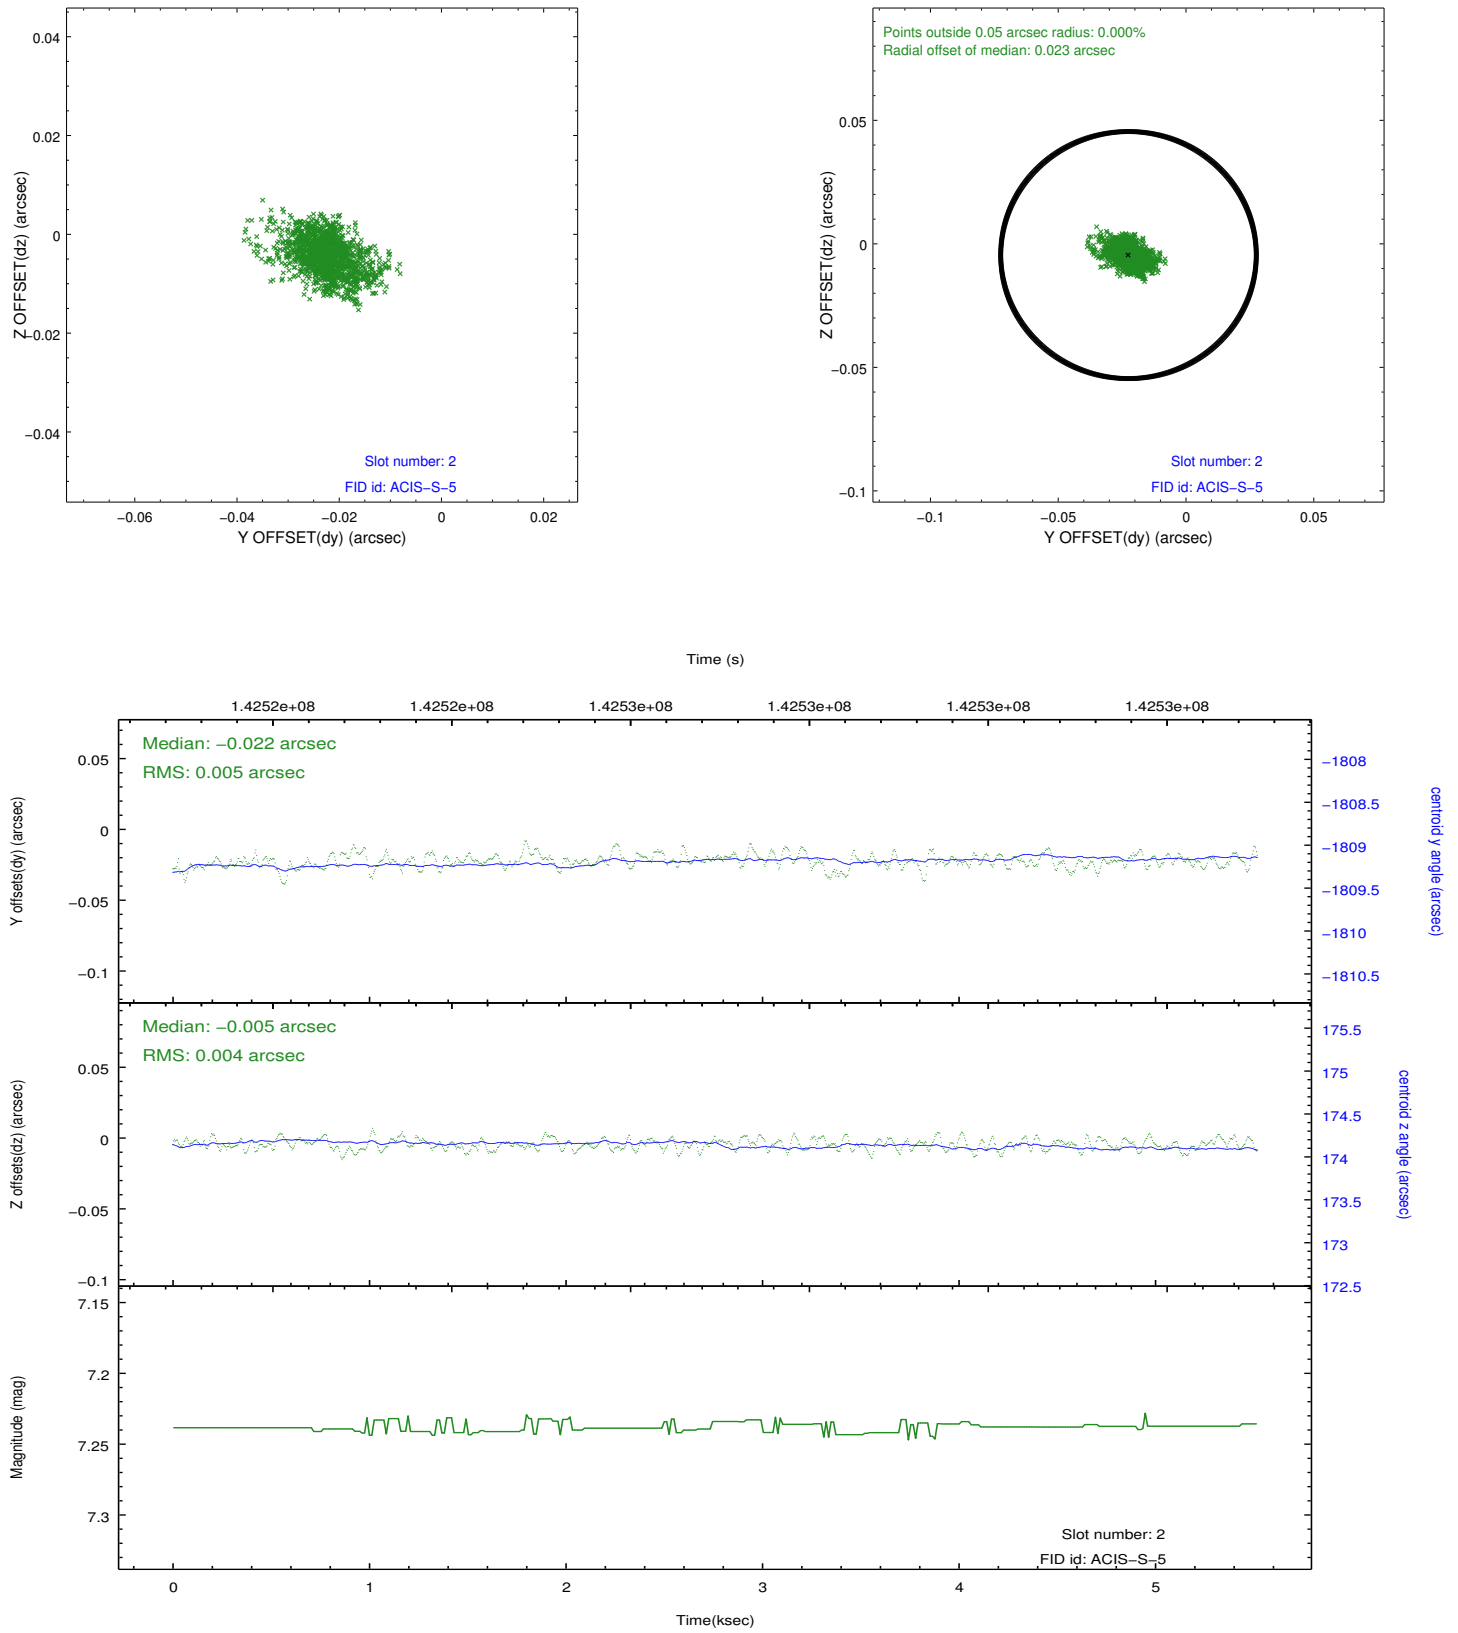 0.04
0.02
0
−0.02
−0.04
Z OFFSET(dz) (arcsec)
Slot number: 2
FID id: ACIS−S−5
−0.06
−0.04
−0.02
0
0.02
Y OFFSET(dy) (arcsec)
Points outside 0.05 arcsec radius: 0.000%
Radial offset of median: 0.023 arcsec
0.05
0
−0.05
−0.1
Z OFFSET(dz) (arcsec)
Slot number: 2
FID id: ACIS−S−5
−0.1
−0.05
0
0.05
Y OFFSET(dy) (arcsec)
Time (s)
1.4252e+08
1.4252e+08
1.4253e+08
1.4253e+08
1.4253e+08
1.4253e+08
Median: −0.022 arcsec
RMS: 0.005 arcsec
0.05
0
−0.05
−0.1
Y offsets(dy) (arcsec)
−1808
−1808.5
−1809
−1809.5
−1810
−1810.5
centroid y angle (arcsec)
Median: −0.005 arcsec
RMS: 0.004 arcsec
0.05
0
−0.05
−0.1
Z offsets(dz) (arcsec)
175.5
175
174.5
174
173.5
173
172.5
centroid z angle (arcsec)
7.15
7.2
7.25
7.3
Magnitude (mag)
Slot number: 2
FID id: ACIS−S−5
0
1
2
3
4
5
Time(ksec)